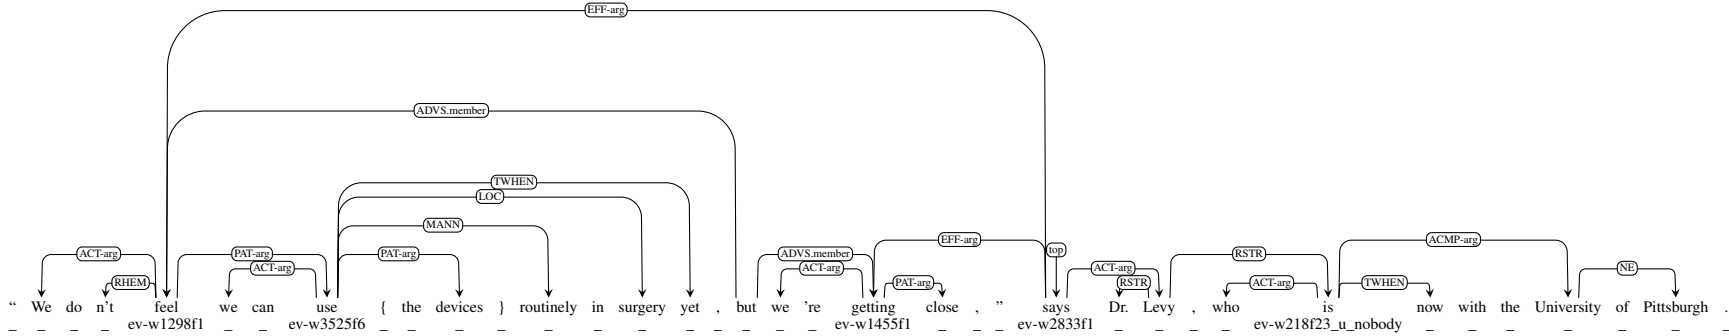 EFF-arg
ADVS.member
TWHEN
LOC
MANN
EFF-arg ACMP-arg
top
ACT-arg PAT-arg PAT-arg ADVS.member RSTR
ACT-arg ACT-arg ACT-arg NE
RHEM PAT-arg RSTR ACT-arg TWHEN
“ We do n't feel we can use { the devices } routinely in surgery yet , but we 're getting close , ” says Dr. Levy , who is now with the University of Pittsburgh .
_ _ _ _ ev-w1298f1 _ _ ev-w3525f6 _ _ _ _ _ _ _ _ _ _ _ _ ev-w1455f1 _ _ _ ev-w2833f1 _ _ _ _ ev-w218f23_u_nobody _ _ _ _ _ _ _